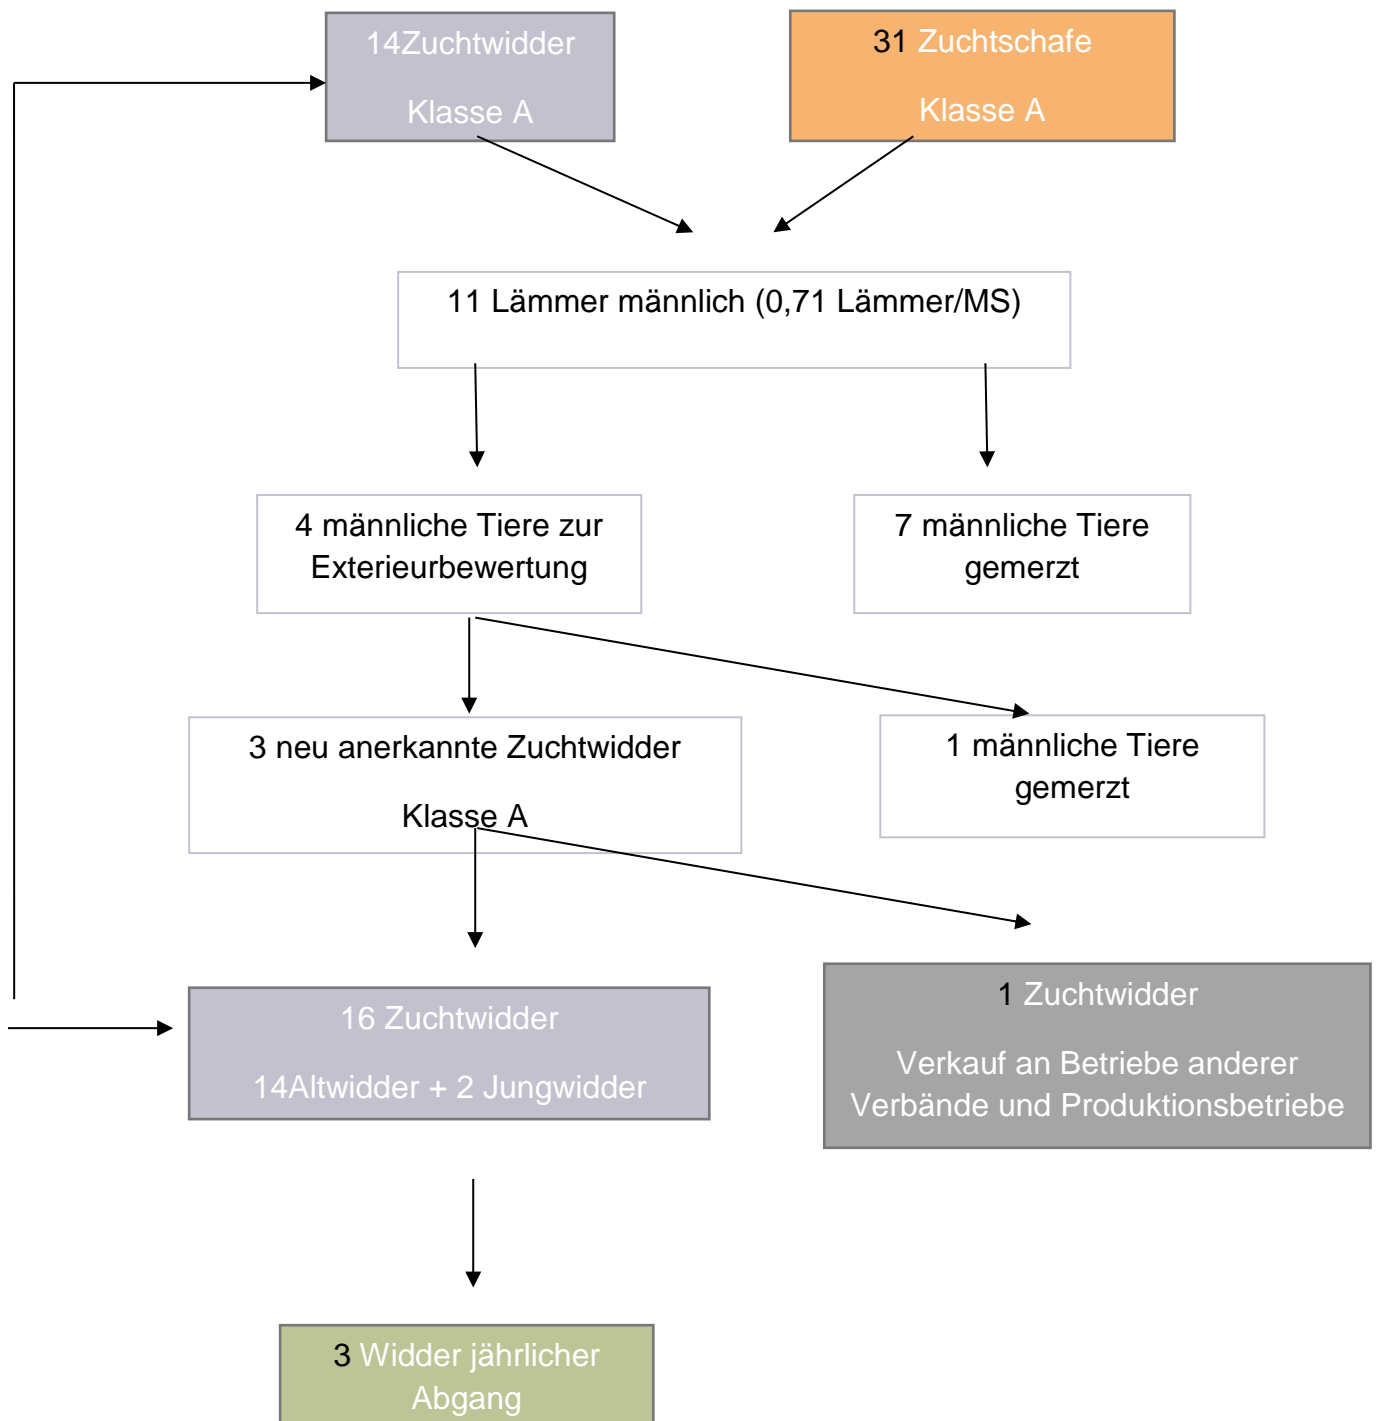 14Zuchtwidder
Klasse A
31 Zuchtschafe
Klasse A
11 Lämmer männlich (0,71 Lämmer/MS)
4 männliche Tiere zur
Exterieurbewertung
7 männliche Tiere
gemerzt
3 neu anerkannte Zuchtwidder
Klasse A
1 männliche Tiere
gemerzt
16 Zuchtwidder
14Altwidder + 2 Jungwidder
1 Zuchtwidder
Verkauf an Betriebe anderer
Verbände und Produktionsbetriebe
3 Widder jährlicher
Abgang